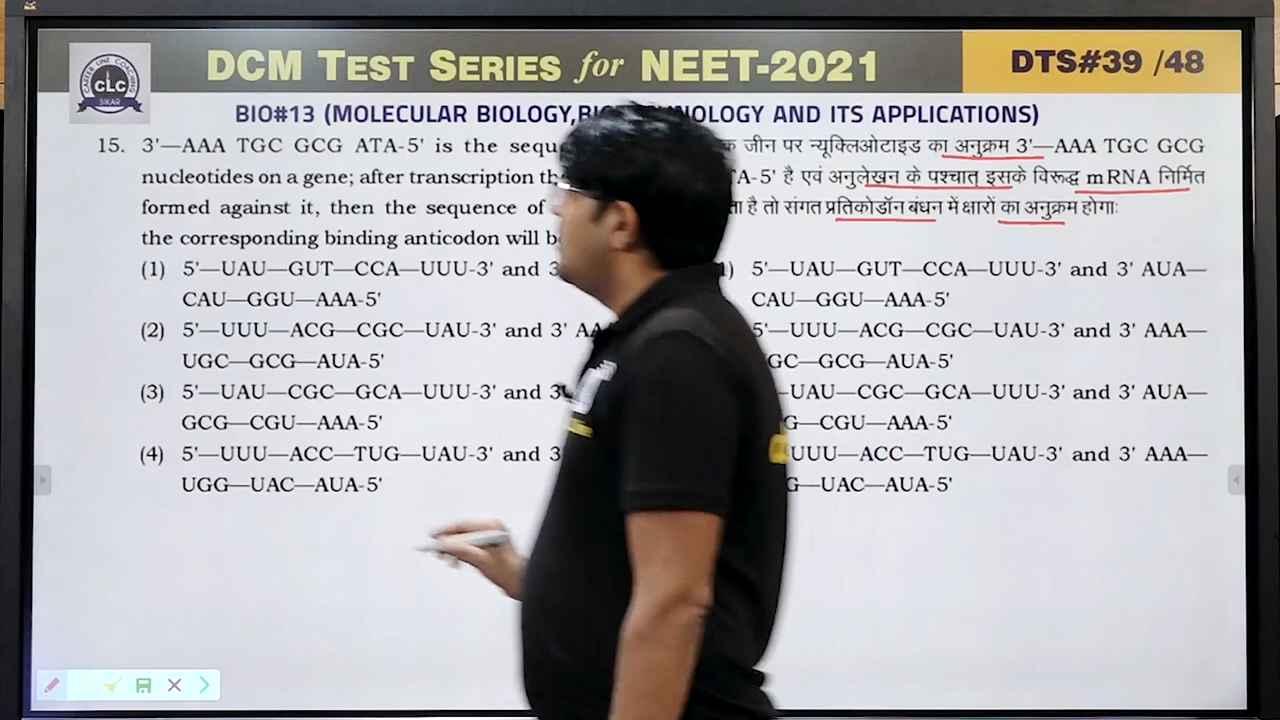 DCM TEST SERIES for NEET-2021
DTS#39 /48
CAREER LINE COACHING
CLC
SIKAR
BIO#13 (MOLECULAR BIOLOGY, NOLOGY AND ITS APPLICATIONS)
15. 3'—AAA TGC GCG ATA-5' is the sequ
nucleotides on a gene; after transcription th
formed against it, then the sequence of
the corresponding binding anticodon will b
(1) 5'—UAU—GUT—CCA—UUU-3' and 3
CAU—GGU—AAA-5'
(2) 5'—UUU—ACG—CGC—UAU-3' and 3' AA
UGC—GCG—AUA-5'
(3) 5'—UAU—CGC—GCA—UUU-3' and 3'
GCG—CGU—AAA-5'
(4) 5'—UUU—ACC—TUG—UAU-3' and 3
UGG—UAC—AUA-5'
क जीन पर न्यूक्लिओटाइड का अनुक्रम 3'—AAA TGC GCG
TA-5' है एवं अनुलेखन के पश्चात् इसके विरूद्ध mRNA निर्मित
ता है तो संगत प्रतिकोडॉन बंधन में क्षारों का अनुक्रम होगाः
) 5'—UAU—GUT—CCA—UUU-3' and 3' AUA—
CAU—GGU—AAA-5'
5'—UUU—ACG—CGC—UAU-3' and 3' AAA—
GC—GCG—AUA-5'
—UAU—CGC—GCA—UUU-3' and 3' AUA—
G—CGU—AAA-5'
UUU—ACC—TUG—UAU-3' and 3' AAA—
G—UAC—AUA-5'